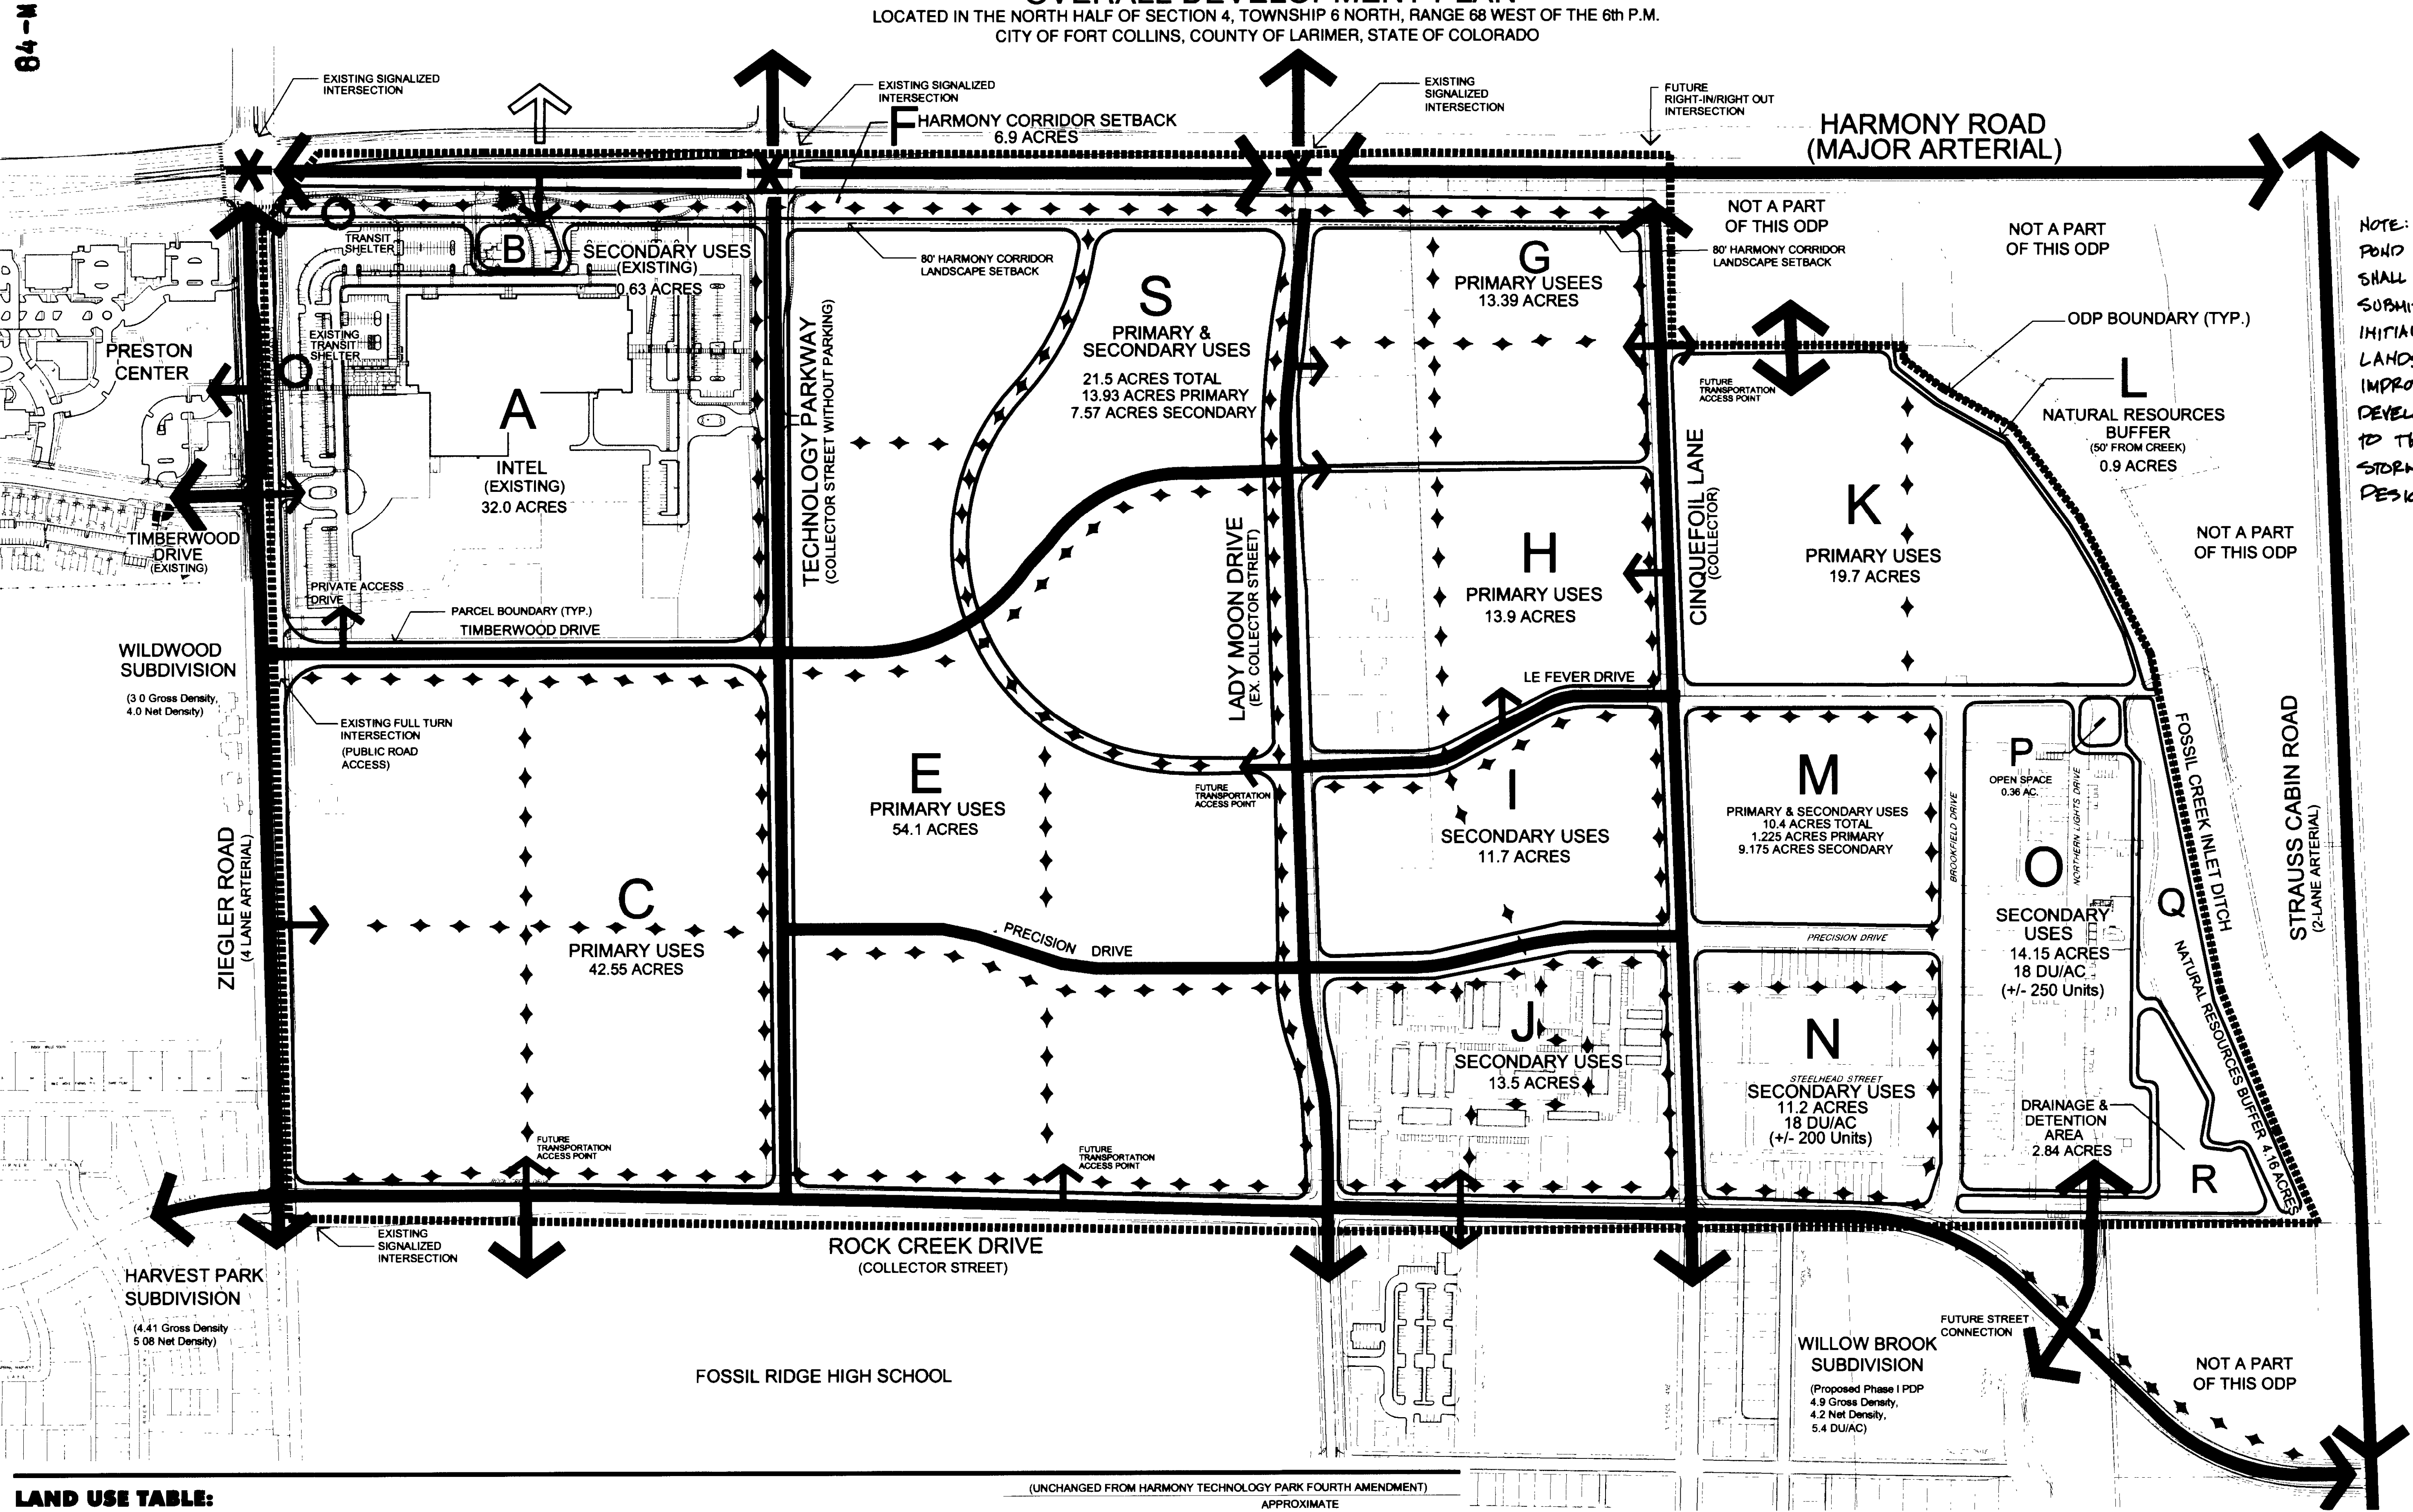 84-N
OVERALL DEVELOPMENT PLAN
LOCATED IN THE NORTH HALF OF SECTION 4, TOWNSHIP 6 NORTH, RANGE 68 WEST OF THE 6th P.M.
CITY OF FORT COLLINS, COUNTY OF LARIMER, STATE OF COLORADO
EXISTING SIGNALIZED
INTERSECTION
EXISTING SIGNALIZED
INTERSECTION
EXISTING
SIGNALIZED
INTERSECTION
FUTURE
RIGHT-IN/RIGHT OUT
INTERSECTION
F
HARMONY CORRIDOR SETBACK
6.9 ACRES
HARMONY ROAD
(MAJOR ARTERIAL)
NOT A PART
OF THIS ODP
NOT A PART
OF THIS ODP
NOTE:
POND
SHALL
TRANSIT
SHELTER
B
SECONDARY USES
(EXISTING)
0.63 ACRES
80' HARMONY CORRIDOR
LANDSCAPE SETBACK
80' HARMONY CORRIDOR
LANDSCAPE SETBACK
G
PRIMARY USEES
13.39 ACRES
S
PRIMARY &
SECONDARY USES
21.5 ACRES TOTAL
13.93 ACRES PRIMARY
7.57 ACRES SECONDARY
ODP BOUNDARY (TYP.)
EXISTING
TRANSIT
SHELTER
PRESTON
CENTER
FUTURE
TRANSPORTATION
ACCESS POINT
L
NATURAL RESOURCES
BUFFER
(50' FROM CREEK)
0.9 ACRES
TO
A
INTEL
(EXISTING)
32.0 ACRES
TECHNOLOGY PARKWAY
(COLLECTOR STREET WITHOUT PARKING)
LADY MOON DRIVE
(EX. COLLECTOR STREET)
CINQUEFOIL LANE
(COLLECTOR)
K
PRIMARY USES
19.7 ACRES
H
PRIMARY USES
13.9 ACRES
NOT A PART
OF THIS ODP
TIMBERWOOD
DRIVE
(EXISTING)
PRIVATE ACCESS
DRIVE
PARCEL BOUNDARY (TYP.)
TIMBERWOOD DRIVE
WILDWOOD
SUBDIVISION
(3 0 Gross Density,
4.0 Net Density)
EXISTING FULL TURN
INTERSECTION
(PUBLIC ROAD
ACCESS)
LE FEVER DRIVE
E
PRIMARY USES
54.1 ACRES
FUTURE
TRANSPORTATION
ACCESS POINT
I
SECONDARY USES
11.7 ACRES
M
PRIMARY & SECONDARY USES
10.4 ACRES TOTAL
1.225 ACRES PRIMARY
9.175 ACRES SECONDARY
BROOKFIELD DRIVE
P
OPEN SPACE
0.36 AC.
NORTHERN LIGHTS DRIVE
FOSSIL CREEK INLET DITCH
STRAUSS CABIN ROAD
(2-LANE ARTERIAL)
ZIEGLER ROAD
(4 LANE ARTERIAL)
C
PRIMARY USES
42.55 ACRES
PRECISION DRIVE
PRECISION DRIVE
O
SECONDARY
USES
14.15 ACRES
18 DU/AC
(+/- 250 Units)
Q
NATURAL RESOURCES BUFFER 4.16 ACRES
J
SECONDARY USES
13.5 ACRES
N
STEELHEAD STREET
SECONDARY USES
11.2 ACRES
18 DU/AC
(+/- 200 Units)
DRAINAGE &
DETENTION
AREA
2.84 ACRES
R
FUTURE
TRANSPORTATION
ACCESS POINT
FUTURE
TRANSPORTATION
ACCESS POINT
EXISTING
SIGNALIZED
INTERSECTION
ROCK CREEK DRIVE
(COLLECTOR STREET)
HARVEST PARK
SUBDIVISION
(4.41 Gross Density
5 08 Net Density)
FOSSIL RIDGE HIGH SCHOOL
FUTURE STREET
CONNECTION
WILLOW BROOK
SUBDIVISION
(Proposed Phase I PDP
4.9 Gross Density,
4.2 Net Density,
5.4 DU/AC)
NOT A PART
OF THIS ODP
LAND USE TABLE:
(UNCHANGED FROM HARMONY TECHNOLOGY PARK FOURTH AMENDMENT)
APPROXIMATE